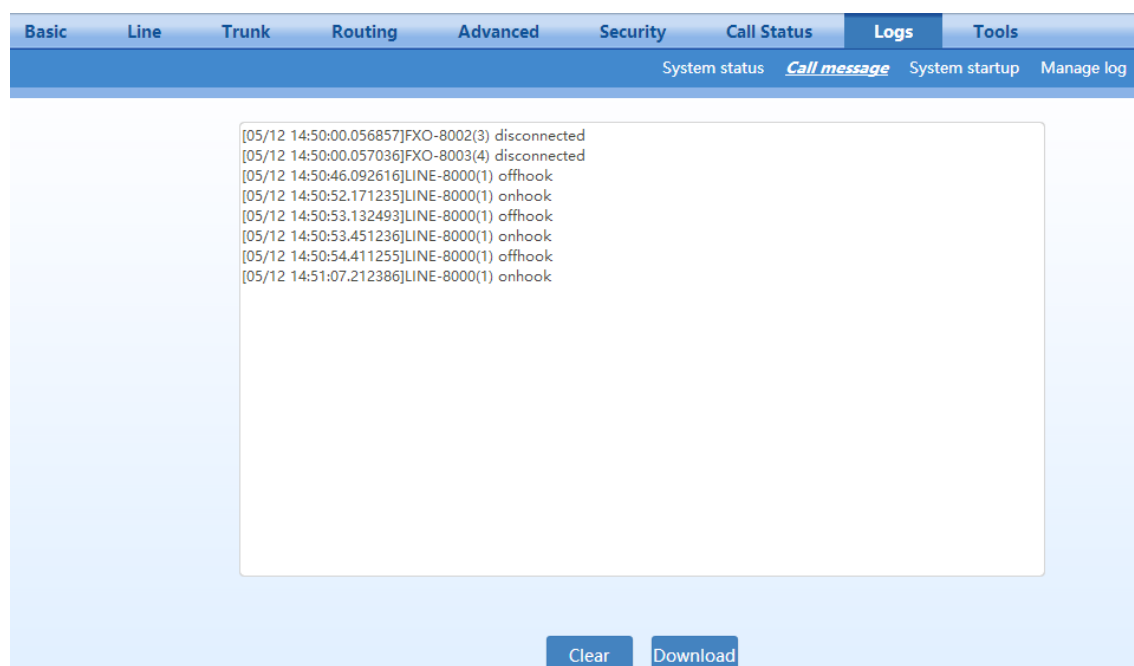 Basic Line Trunk Routing Advanced Security Call Status Logs Tools
System status Call message System startup Manage log
[05/12 14:50:00.056857]FXO-8002(3) disconnected
[05/12 14:50:00.057036]FXO-8003(4) disconnected
[05/12 14:50:46.092616]LINE-8000(1) offhook
[05/12 14:50:52.171235]LINE-8000(1) onhook
[05/12 14:50:53.132493]LINE-8000(1) offhook
[05/12 14:50:53.451236]LINE-8000(1) onhook
[05/12 14:50:54.411255]LINE-8000(1) offhook
[05/12 14:51:07.212386]LINE-8000(1) onhook
Clear Download